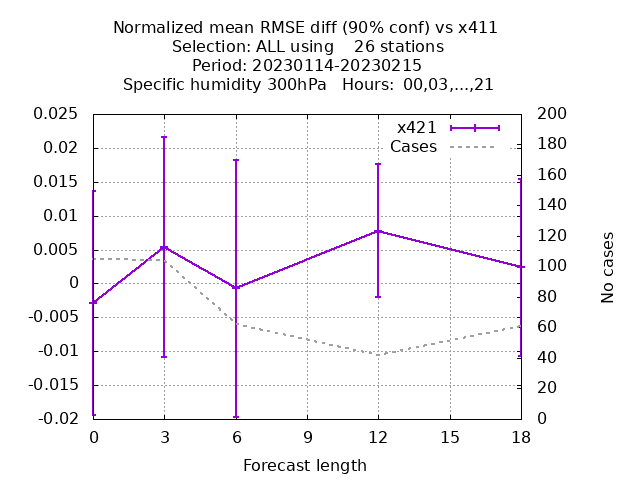 Normalized mean RMSE diff (90% conf) vs x411
Selection: ALL using    26 stations
Period: 20230114-20230215
Specific humidity 300hPa   Hours:  00,03,...,21
x421
Cases
0.025
0.02
0.015
0.01
0.005
0
-0.005
-0.01
-0.015
-0.02
200
180
160
140
120
100
80
60
40
20
0
No cases
0 3 6 9 12 15 18
Forecast length